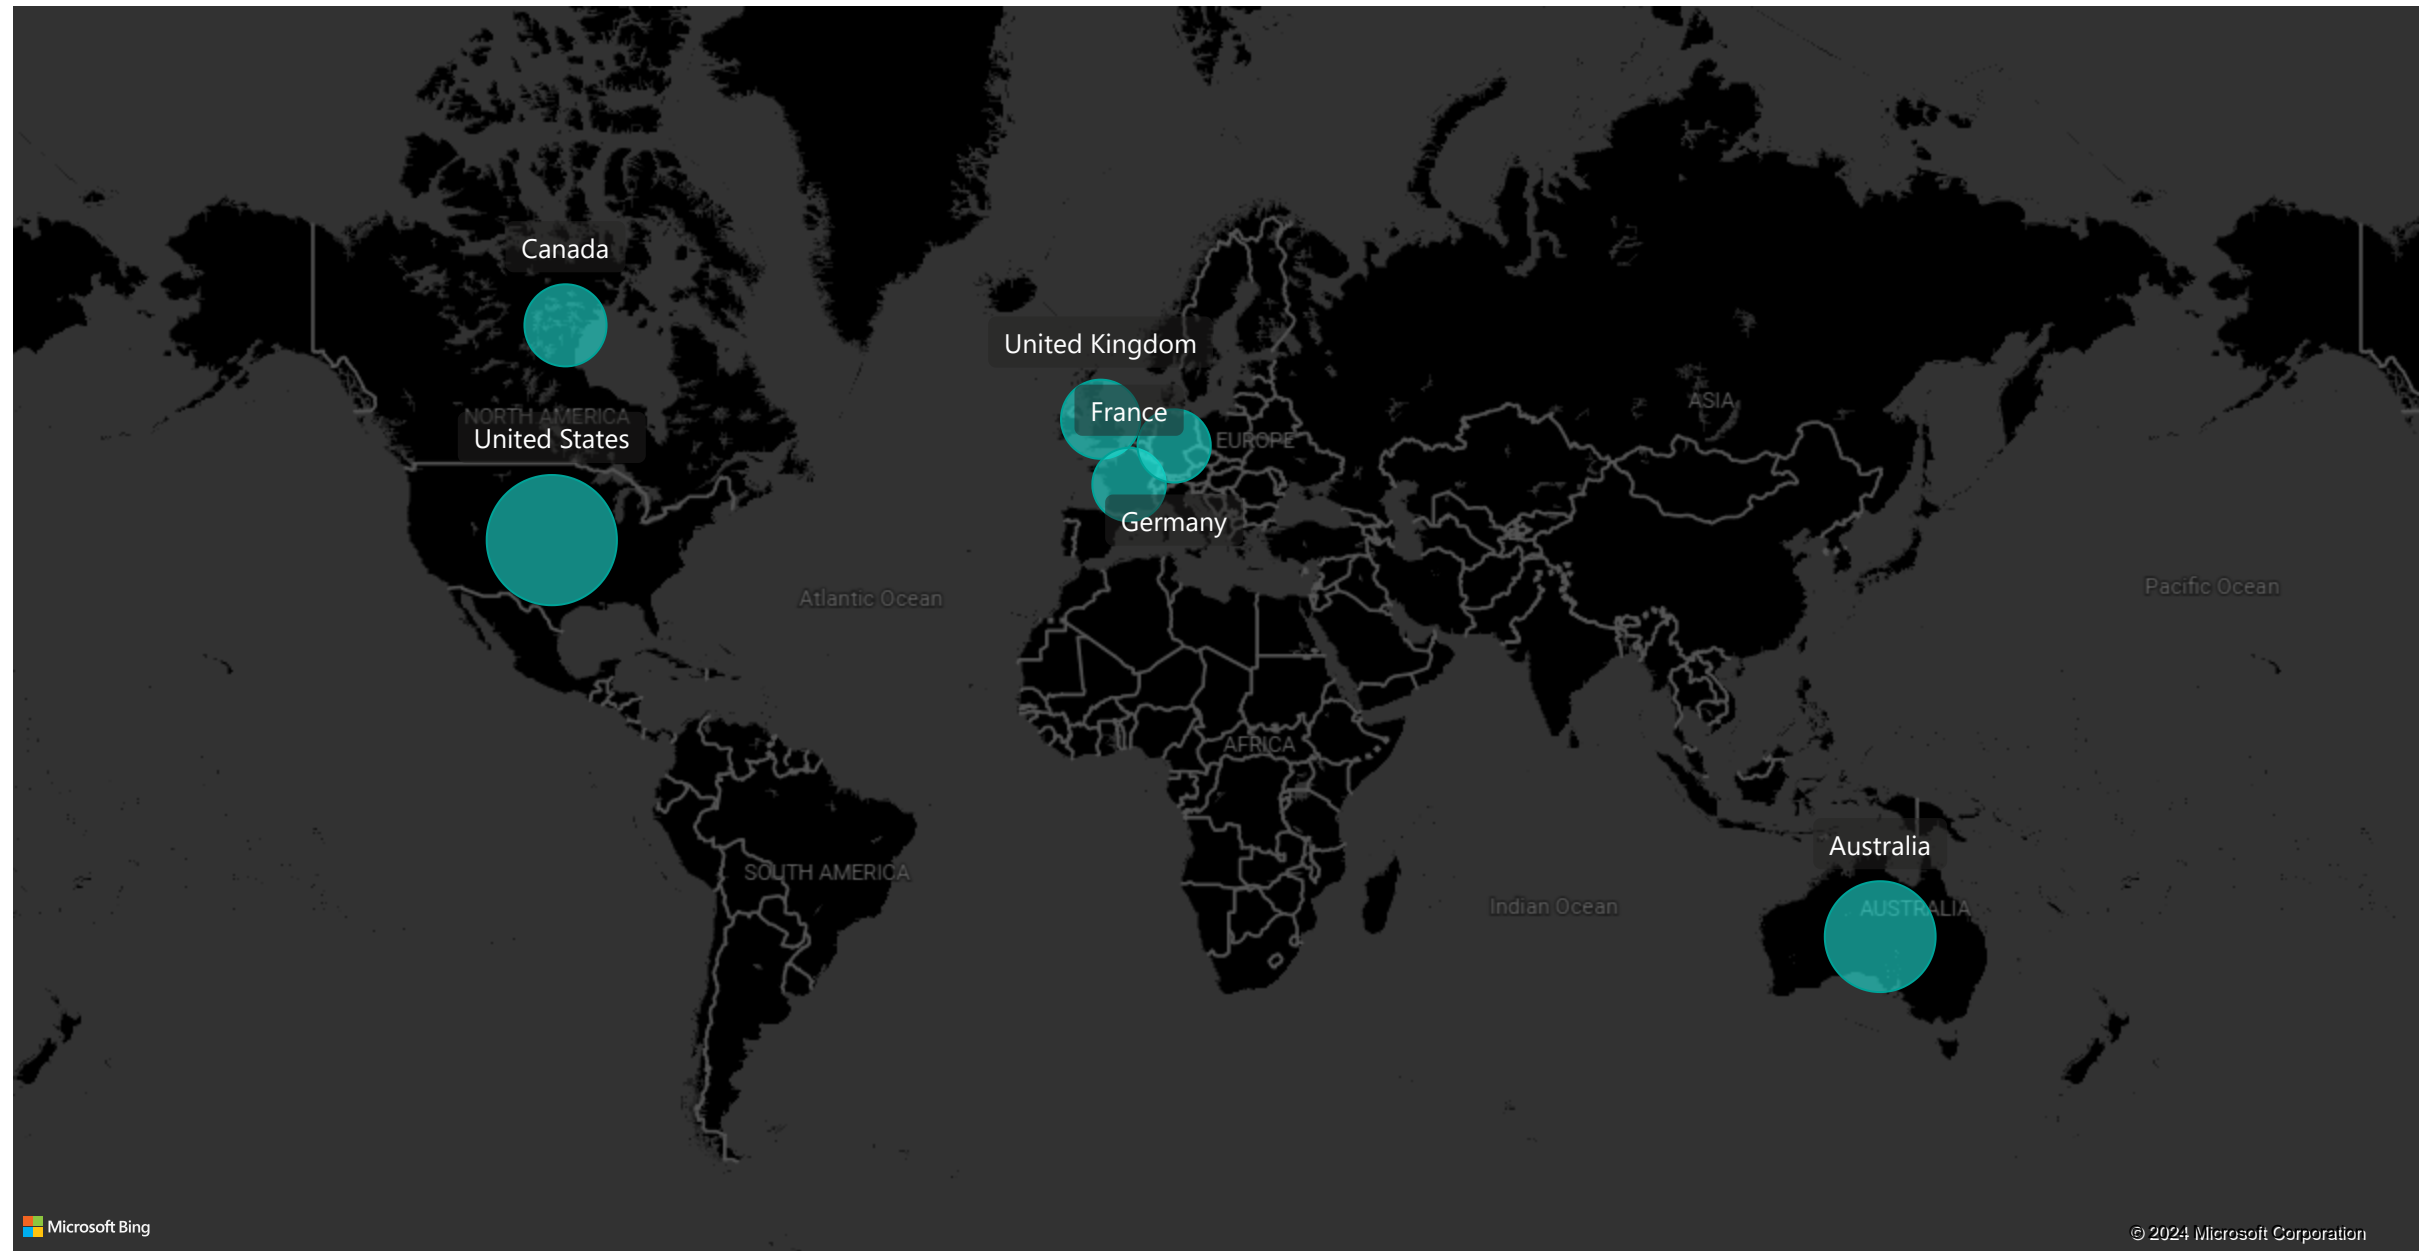 Canada
United Kingdom
ASIA
France
NORTH AMERICA
United States
EUROPE
Germany
Atlantic Ocean
Pacific Ocean
AFRICA
Australia
SOUTH AMERICA
Indian Ocean
AUSTRALIA
Microsoft Bing
© 2024 Microsoft Corporation